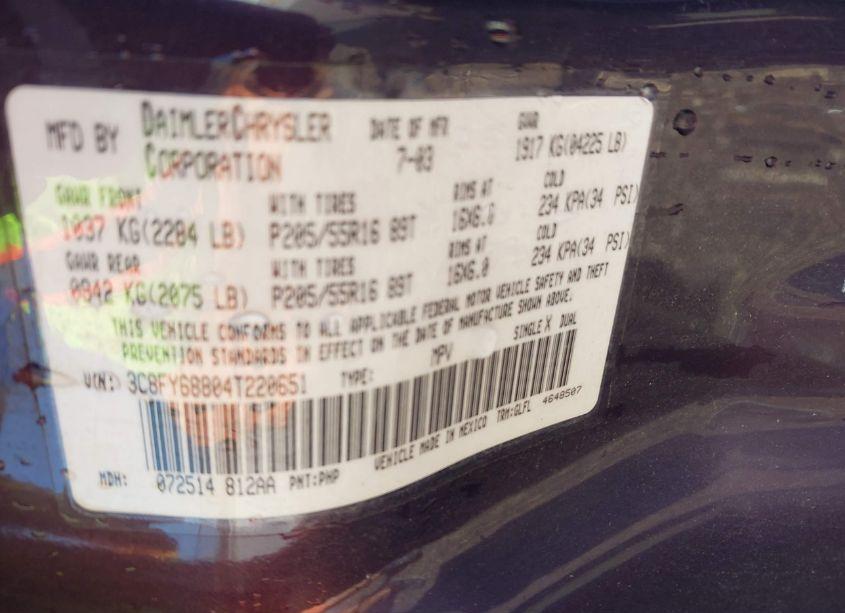 MFD BY DAIMLERCHRYSLER CORPORATION DATE OF MFR 7-03 GVWR 1917 KG(04225 LB)
GAWR FRONT WITH TIRES RIMS AT COLD
1037 KG(2284 LB) P205/55R16 89T 16X6.0 234 KPA(34 PSI)
GAWR REAR WITH TIRES RIMS AT COLD
0942 KG(2075 LB) P205/55R16 89T 16X6.0 234 KPA(34 PSI)
THIS VEHICLE CONFORMS TO ALL APPLICABLE FEDERAL MOTOR VEHICLE SAFETY AND THEFT
PREVENTION STANDARDS IN EFFECT ON THE DATE OF MANUFACTURE SHOWN ABOVE.
VIN: 3C8FY68804T220651 TYPE: MPV SINGLE X DUAL
VEHICLE MADE IN MEXICO TRM:GLFL 4648507
MDH: 072514 812AA PNT:PHP